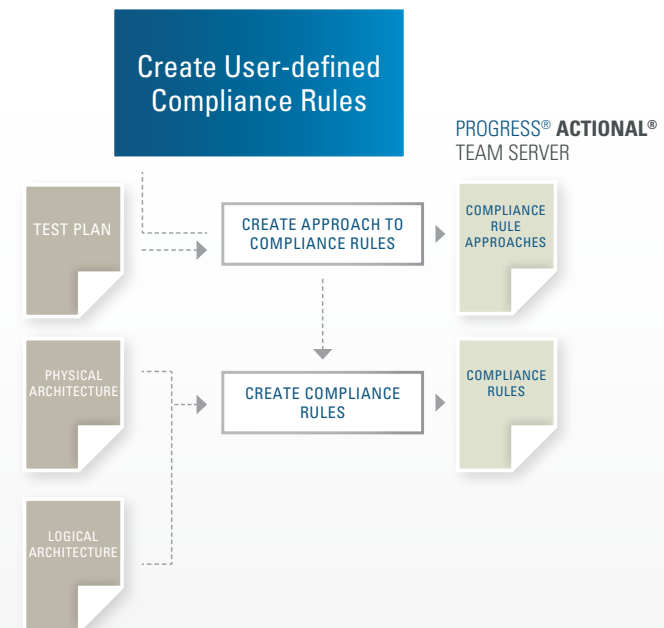 Create User-defined
Compliance Rules
PROGRESS® ACTIONAL®
TEAM SERVER
TEST PLAN
CREATE APPROACH TO
COMPLIANCE RULES
COMPLIANCE
RULE
APPROACHES
PHYSICAL
ARCHITECTURE
CREATE COMPLIANCE
RULES
COMPLIANCE
RULES
LOGICAL
ARCHITECTURE